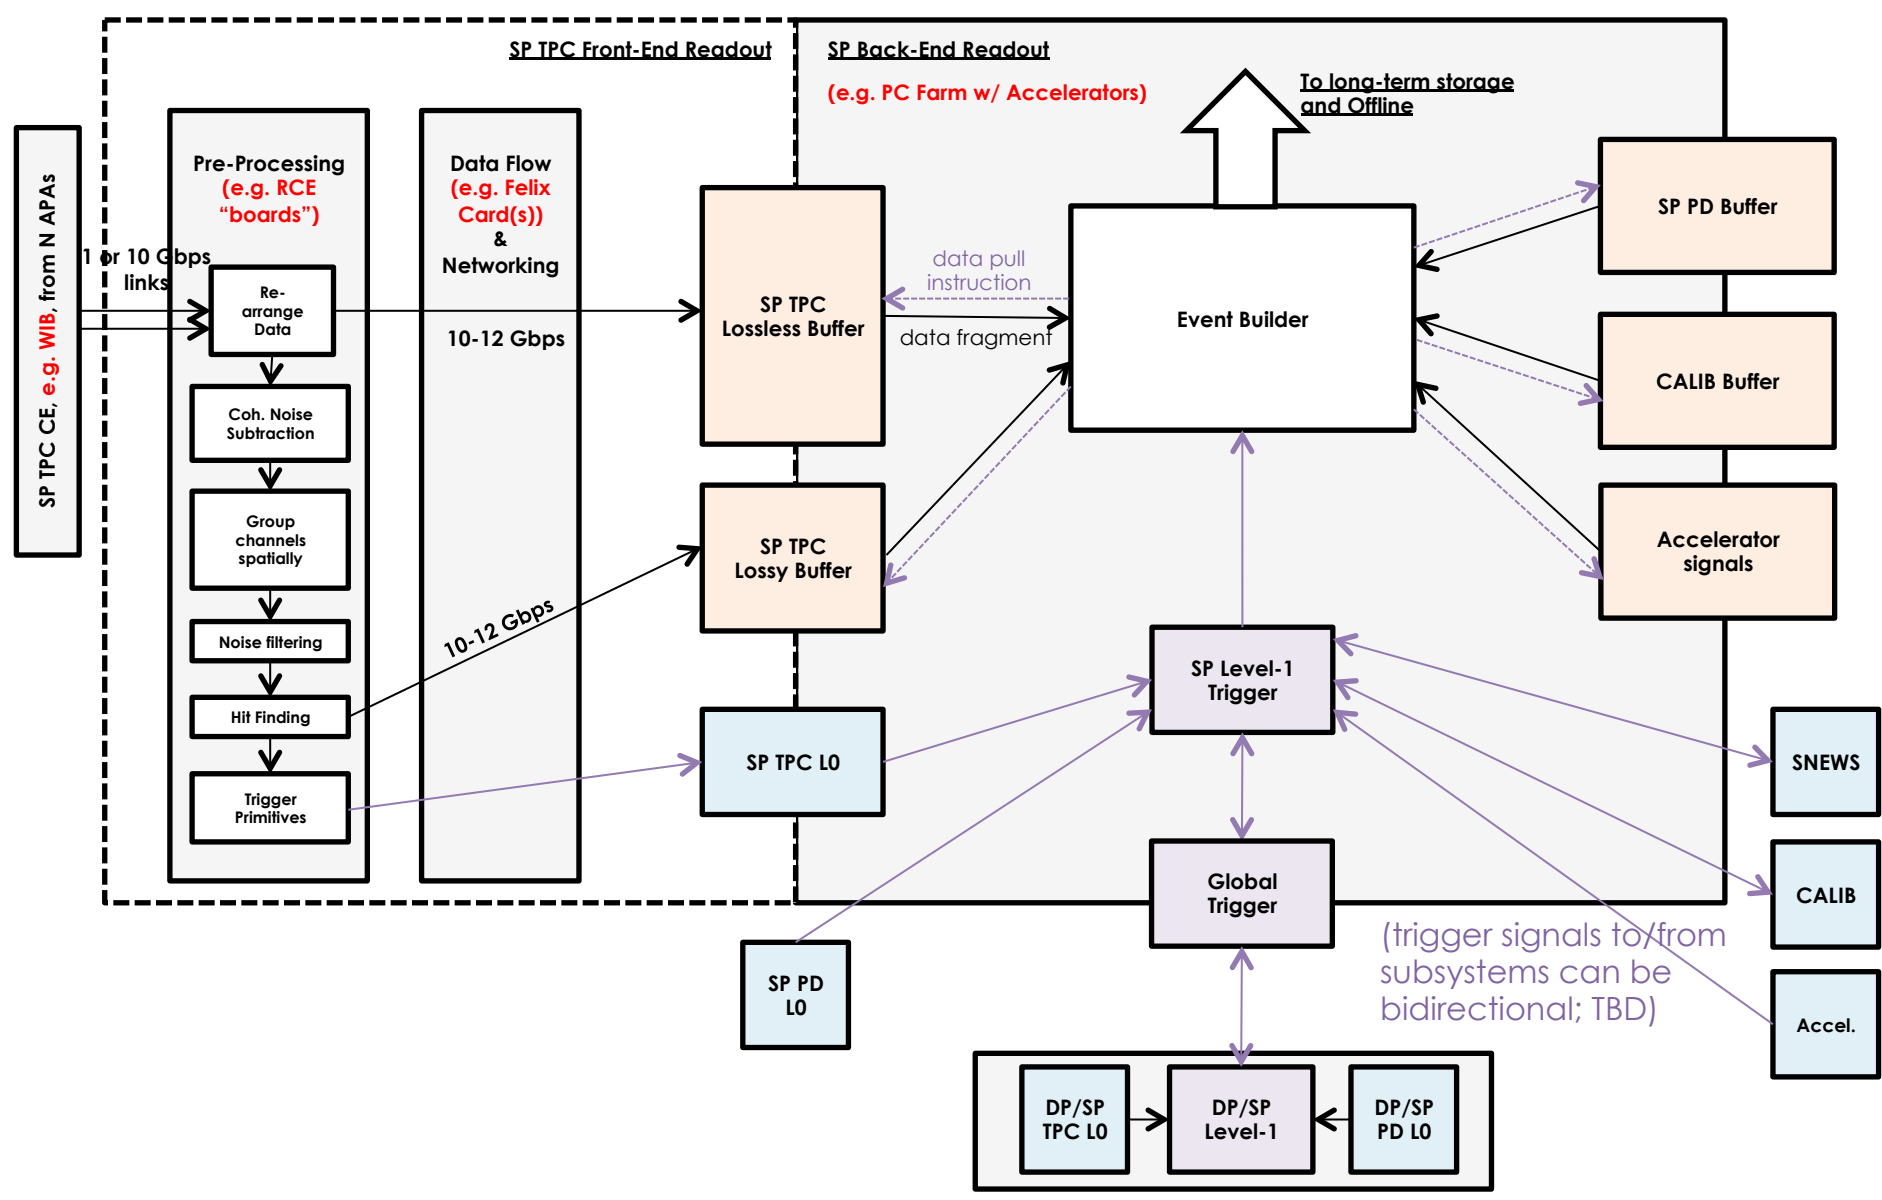 SP TPC Front-End Readout
SP Back-End Readout
(e.g. PC Farm w/ Accelerators)
To long-term storage
and Offline
SP TPC CE, e.g. WIB, from N APAs
1 or 10 Gbps
links
Pre-Processing
(e.g. RCE
“boards”)
Re-
arrange
Data
Coh. Noise
Subtraction
Group
channels
spatially
Noise filtering
Hit Finding
Trigger
Primitives
Data Flow
(e.g. Felix
Card(s))
&
Networking
10-12 Gbps
10-12 Gbps
SP TPC
Lossless Buffer
SP TPC
Lossy Buffer
SP TPC L0
data pull
instruction
data fragment
Event Builder
SP PD Buffer
CALIB Buffer
Accelerator
signals
SP Level-1
Trigger
Global
Trigger
SNEWS
CALIB
Accel.
SP PD
L0
(trigger signals to/from
subsystems can be
bidirectional; TBD)
DP/SP
TPC L0
DP/SP
Level-1
DP/SP
PD L0